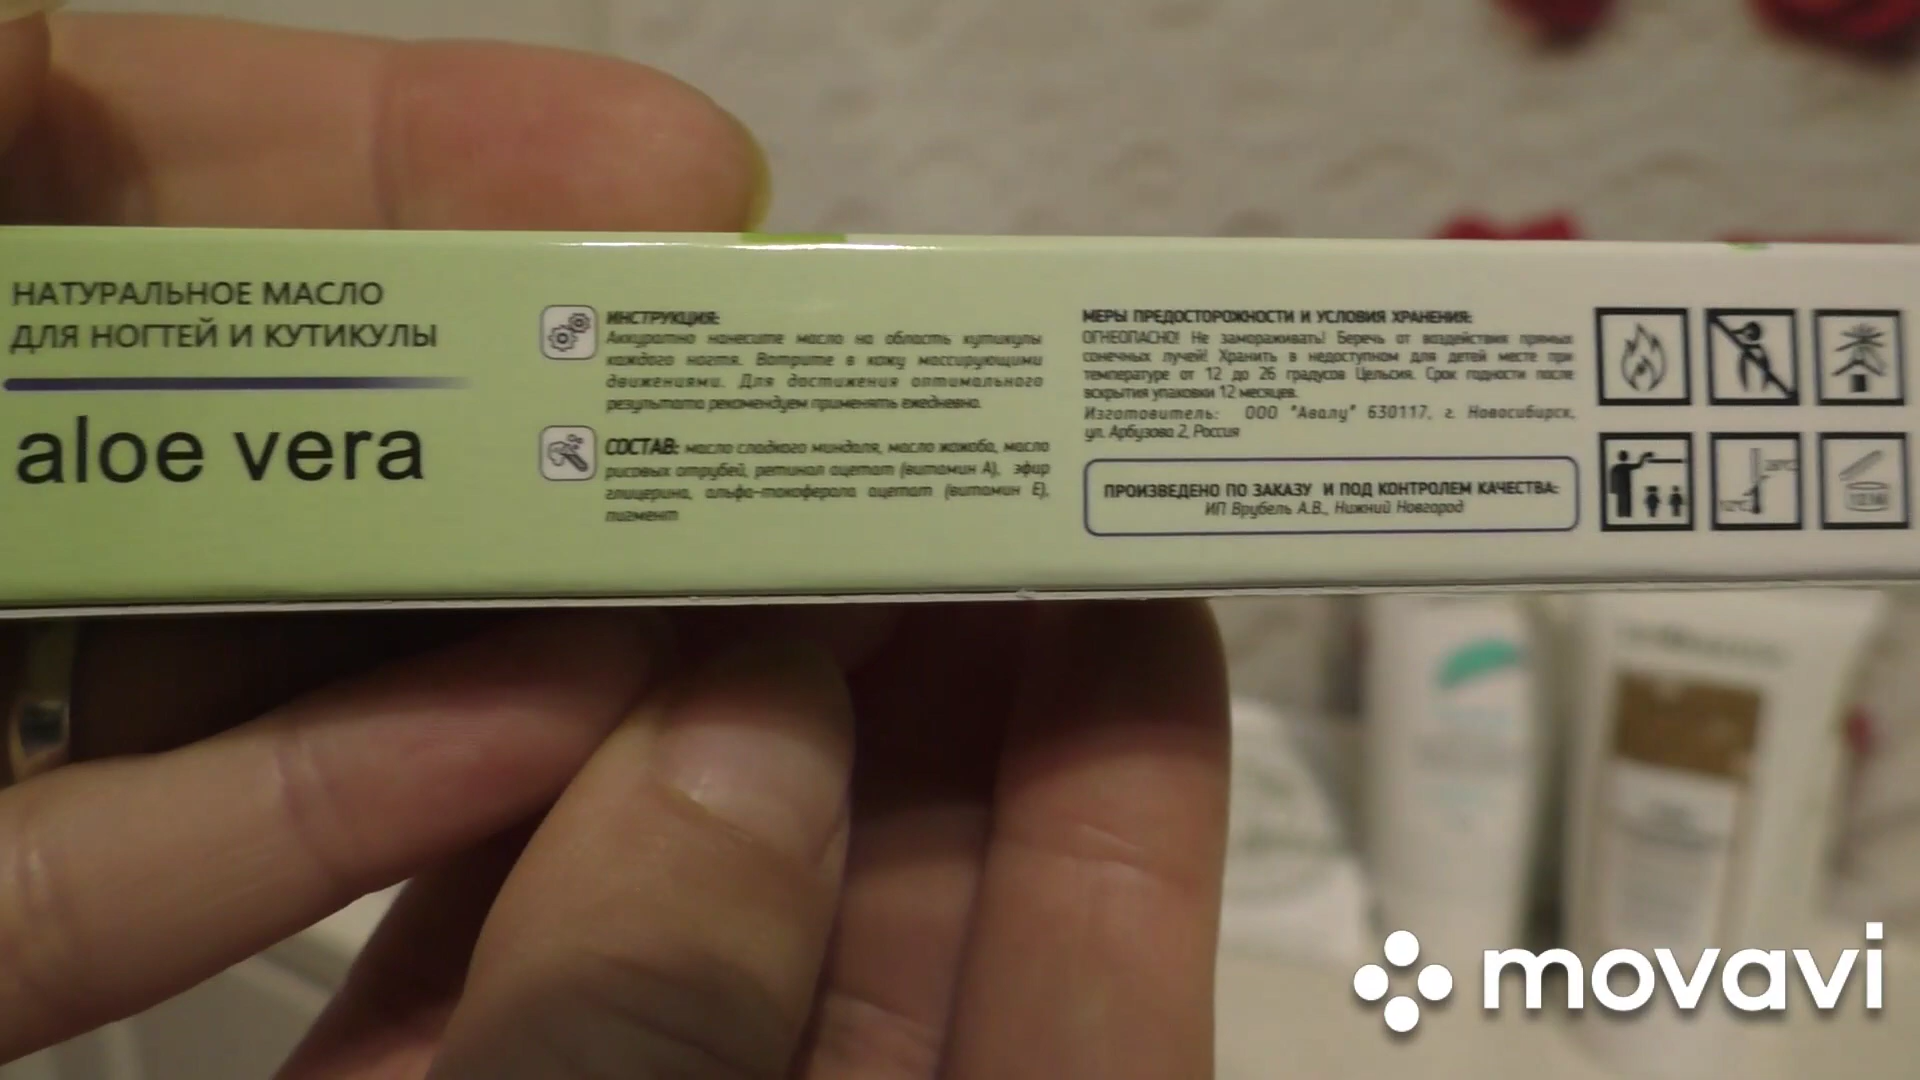 НАТУРАЛЬНОЕ МАСЛО
ДЛЯ НОГТЕЙ И КУТИКУЛЫ
aloe vera
ИНСТРУКЦИЯ:
Аккуратно нанесите масло на область кутикулы
каждого ногтя. Вотрите в кожу массирующими
движениями. Для достижения оптимального
результата рекомендуем применять ежедневно.
СОСТАВ: масло сладкого миндаля, масло жожоба, масло
рисовых отрубей, ретинол ацетат (витамин А), эфир
глицерина, альфа-токоферола ацетат (витамин Е),
пигмент
МЕРЫ ПРЕДОСТОРОЖНОСТИ И УСЛОВИЯ ХРАНЕНИЯ:
ОГНЕОПАСНО! Не замораживать! Беречь от воздействия прямых
сонечных лучей! Хранить в недоступном для детей месте при
температуре от 12 до 26 градусов Цельсия. Срок годности после
вскрытия упаковки 12 месяцев.
Изготовитель: ООО "Авалу" 630117, г. Новосибирск,
ул. Арбузова 2, Россия
ПРОИЗВЕДЕНО ПО ЗАКАЗУ И ПОД КОНТРОЛЕМ КАЧЕСТВА:
ИП Врубель А.В., Нижний Новгород
movavi